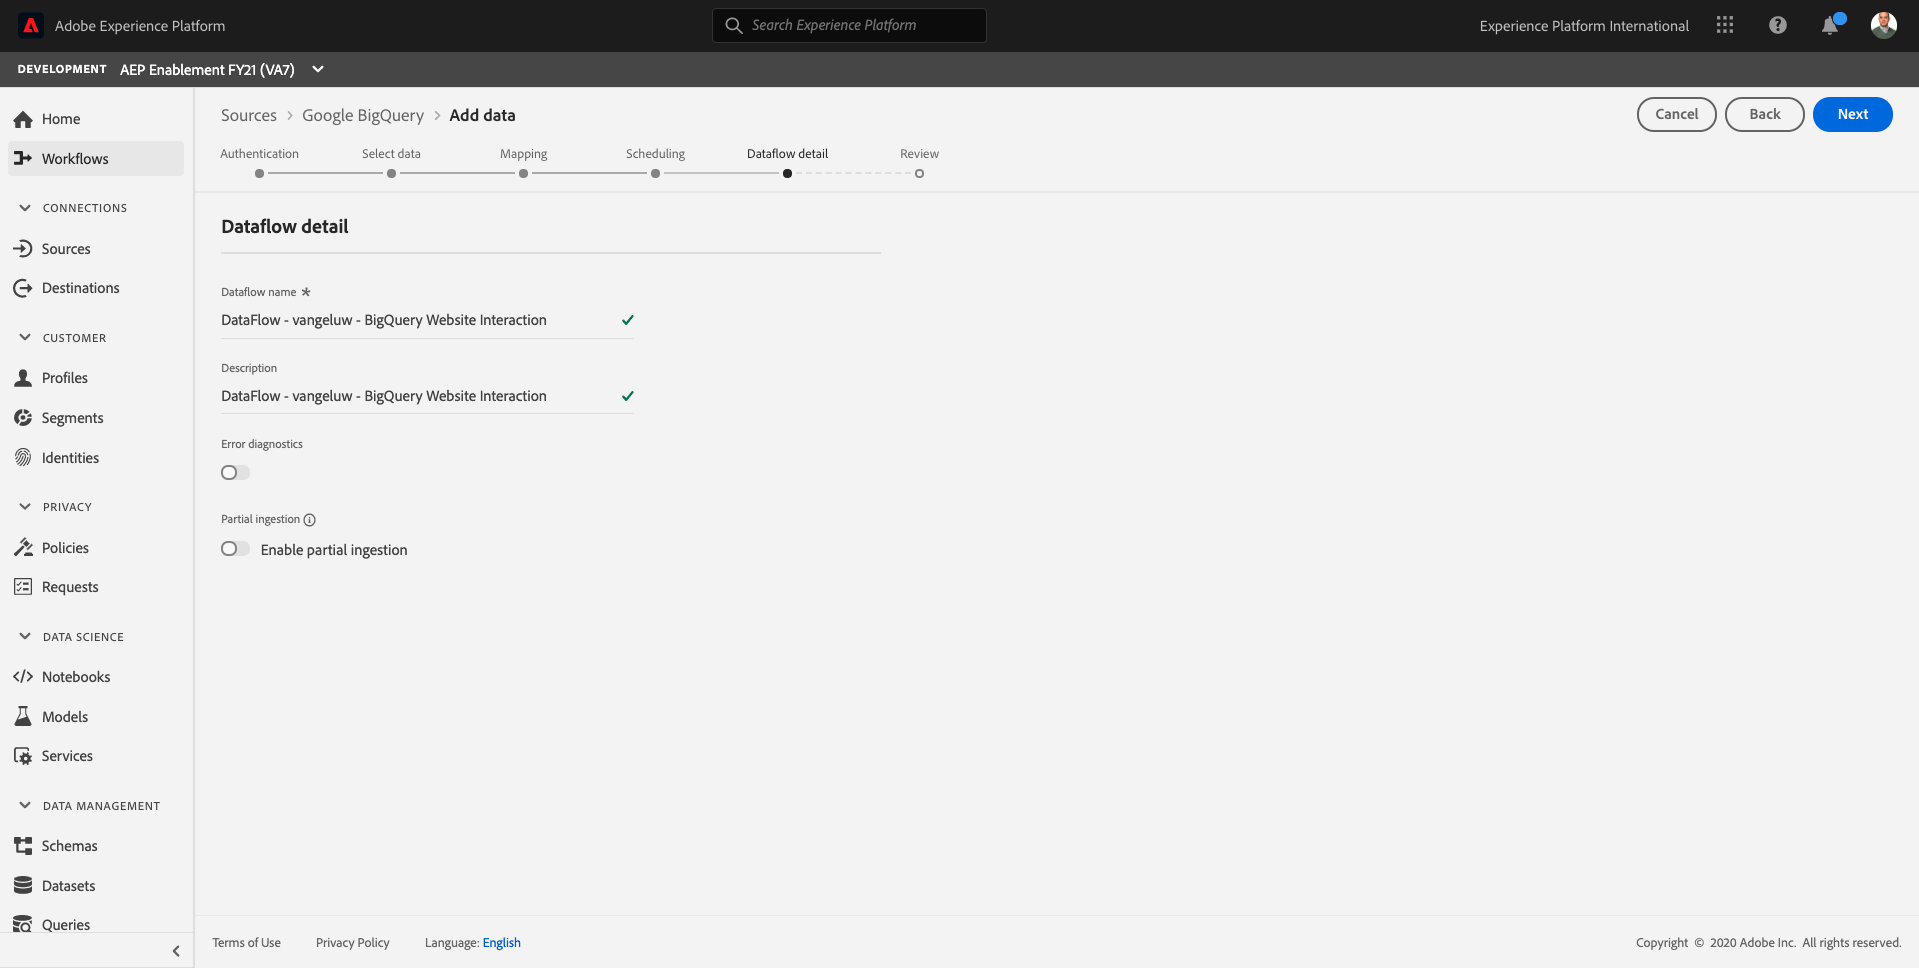 Adobe Experience Platform
Search Experience Platform
Experience Platform International
DEVELOPMENT AEP Enablement FY21 (VA7)
Home
Workflows
CONNECTIONS
Sources
Destinations
CUSTOMER
Profiles
Segments
Identities
PRIVACY
Policies
Requests
DATA SCIENCE
Notebooks
Models
Services
DATA MANAGEMENT
Schemas
Datasets
Queries
Sources > Google BigQuery > Add data
Cancel
Back
Next
Authentication
Select data
Mapping
Scheduling
Dataflow detail
Review
Dataflow detail
Dataflow name *
DataFlow - vangeluw - BigQuery Website Interaction
Description
DataFlow - vangeluw - BigQuery Website Interaction
Error diagnostics
Partial ingestion
Enable partial ingestion
Terms of Use
Privacy Policy
Language: English
Copyright © 2020 Adobe Inc. All rights reserved.